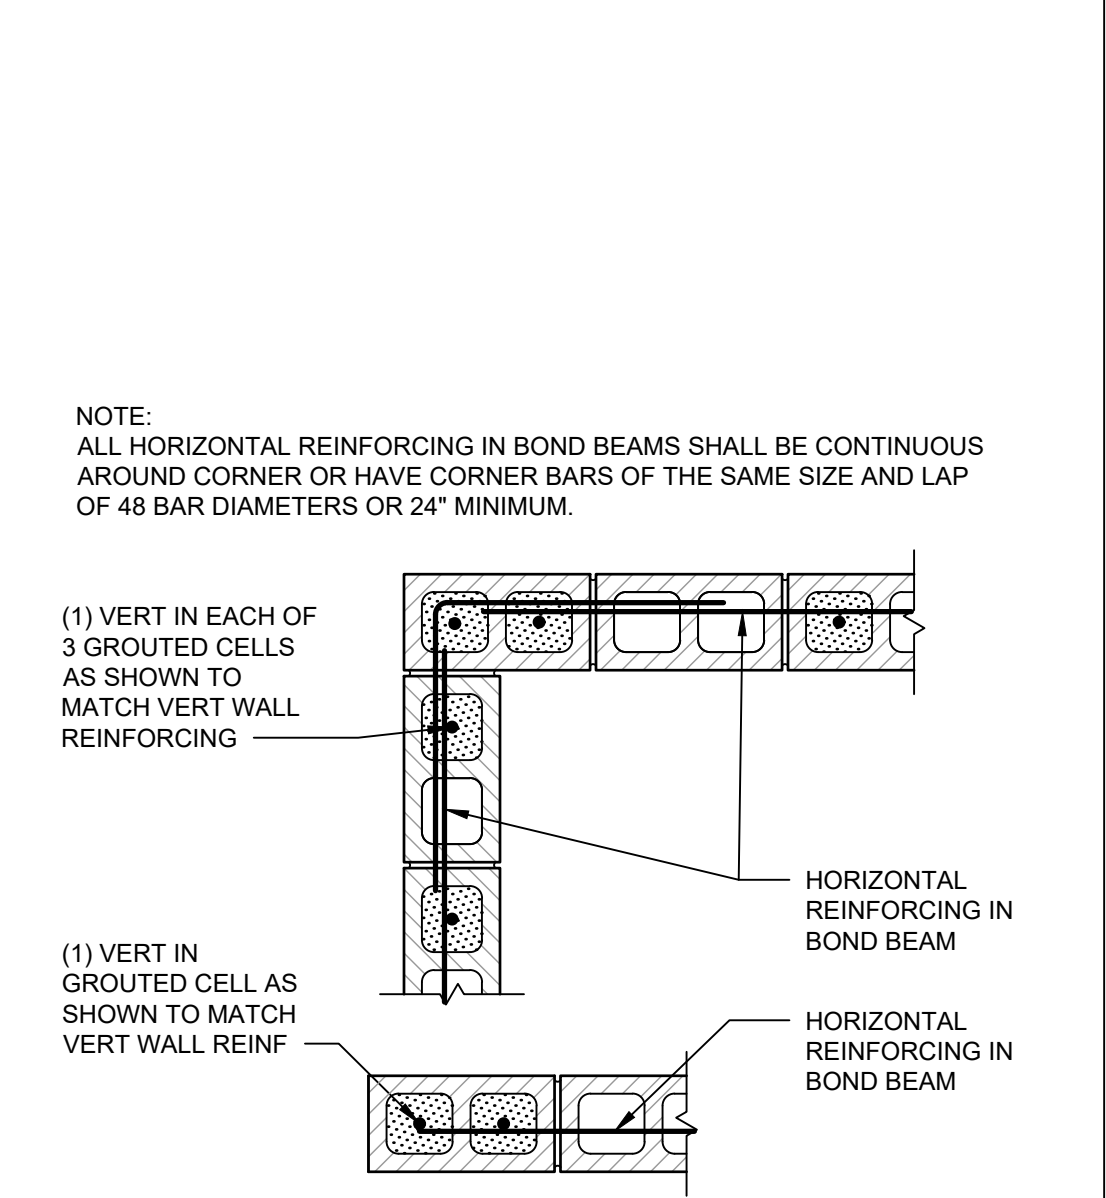 NOTE:
ALL HORIZONTAL REINFORCING IN BOND BEAMS SHALL BE CONTINUOUS
AROUND CORNER OR HAVE CORNER BARS OF THE SAME SIZE AND LAP
OF 48 BAR DIAMETERS OR 24" MINIMUM.
(1) VERT IN EACH OF
3 GROUTED CELLS
AS SHOWN TO
MATCH VERT WALL
REINFORCING
HORIZONTAL
REINFORCING IN
BOND BEAM
(1) VERT IN
GROUTED CELL AS
SHOWN TO MATCH
VERT WALL REINF
HORIZONTAL
REINFORCING IN
BOND BEAM